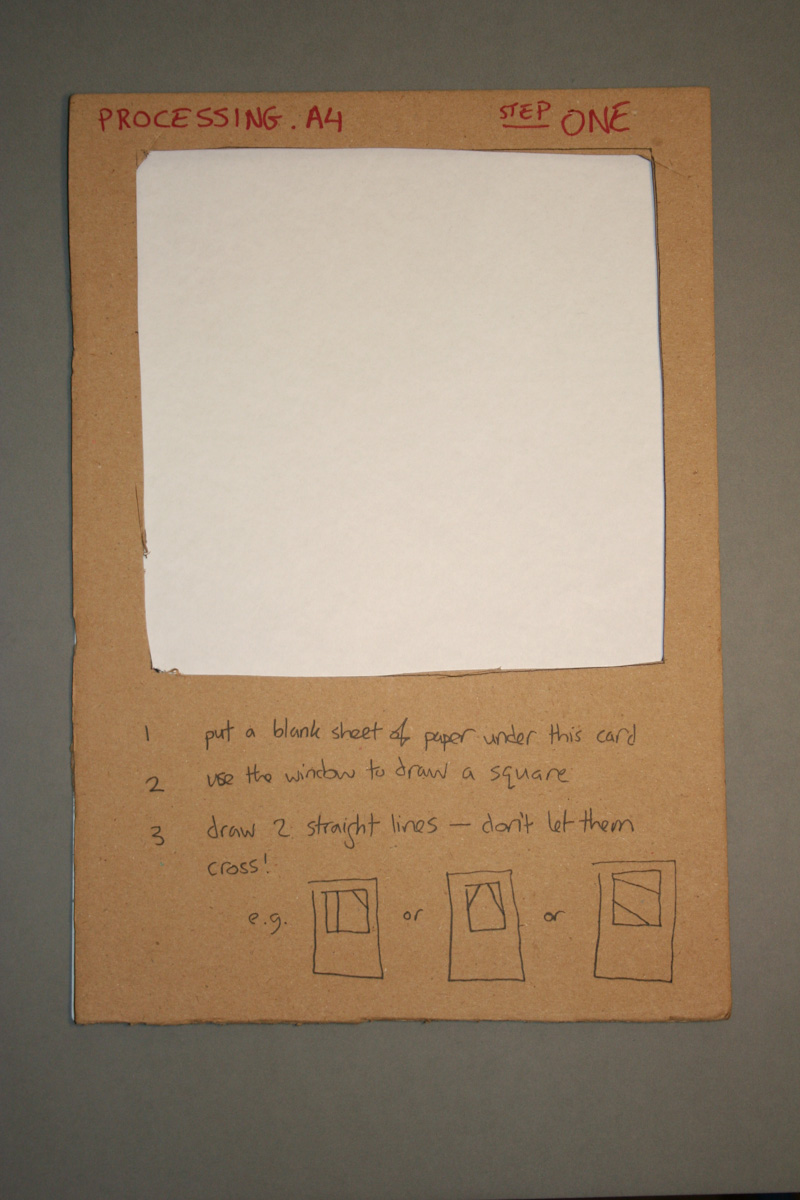 PROCESSING. A4 STEP ONE
1 put a blank sheet of paper under this card
2 use the window to draw a square
3 draw 2 straight lines — don't let them
cross!
e.g. or or